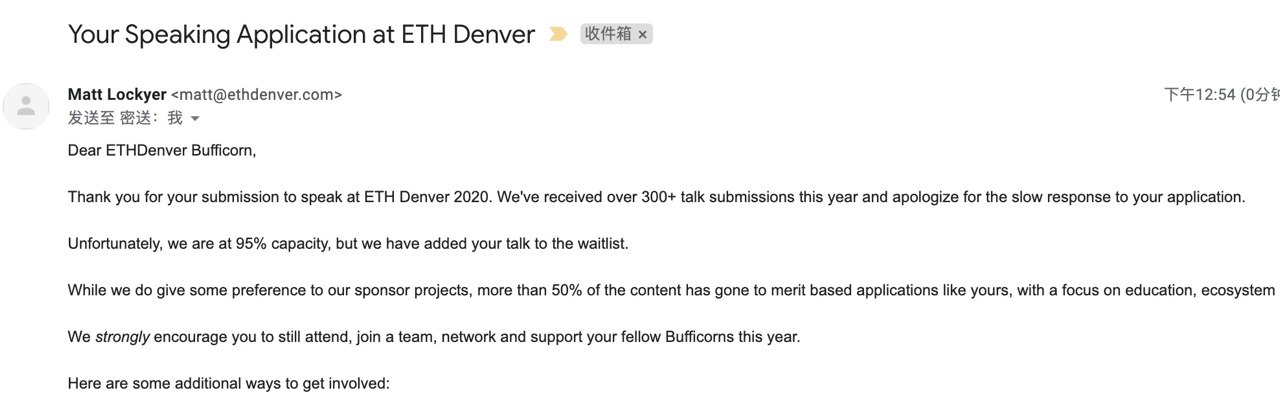 Your Speaking Application at ETH Denver 收件箱 ×
Matt Lockyer <matt@ethdenver.com> 下午12:54 (0分钟
发送至 密送: 我
Dear ETHDenver Bufficorn,
Thank you for your submission to speak at ETH Denver 2020. We've received over 300+ talk submissions this year and apologize for the slow response to your application.
Unfortunately, we are at 95% capacity, but we have added your talk to the waitlist.
While we do give some preference to our sponsor projects, more than 50% of the content has gone to merit based applications like yours, with a focus on education, ecosystem
We strongly encourage you to still attend, join a team, network and support your fellow Bufficorns this year.
Here are some additional ways to get involved: